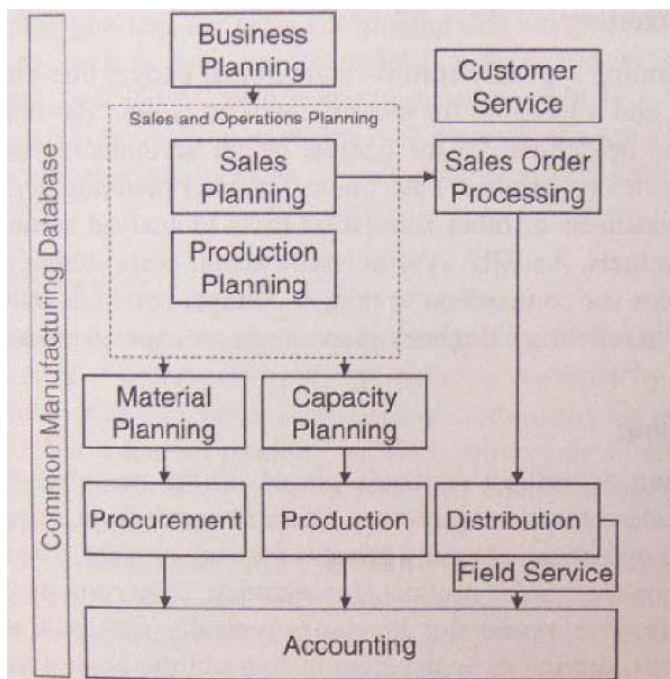 Common Manufacturing Database
Business
Planning
Customer
Service
Sales and Operations Planning
Sales
Planning
Sales Order
Processing
Production
Planning
Material
Planning
Capacity
Planning
Procurement
Production
Distribution
Field Service
Accounting